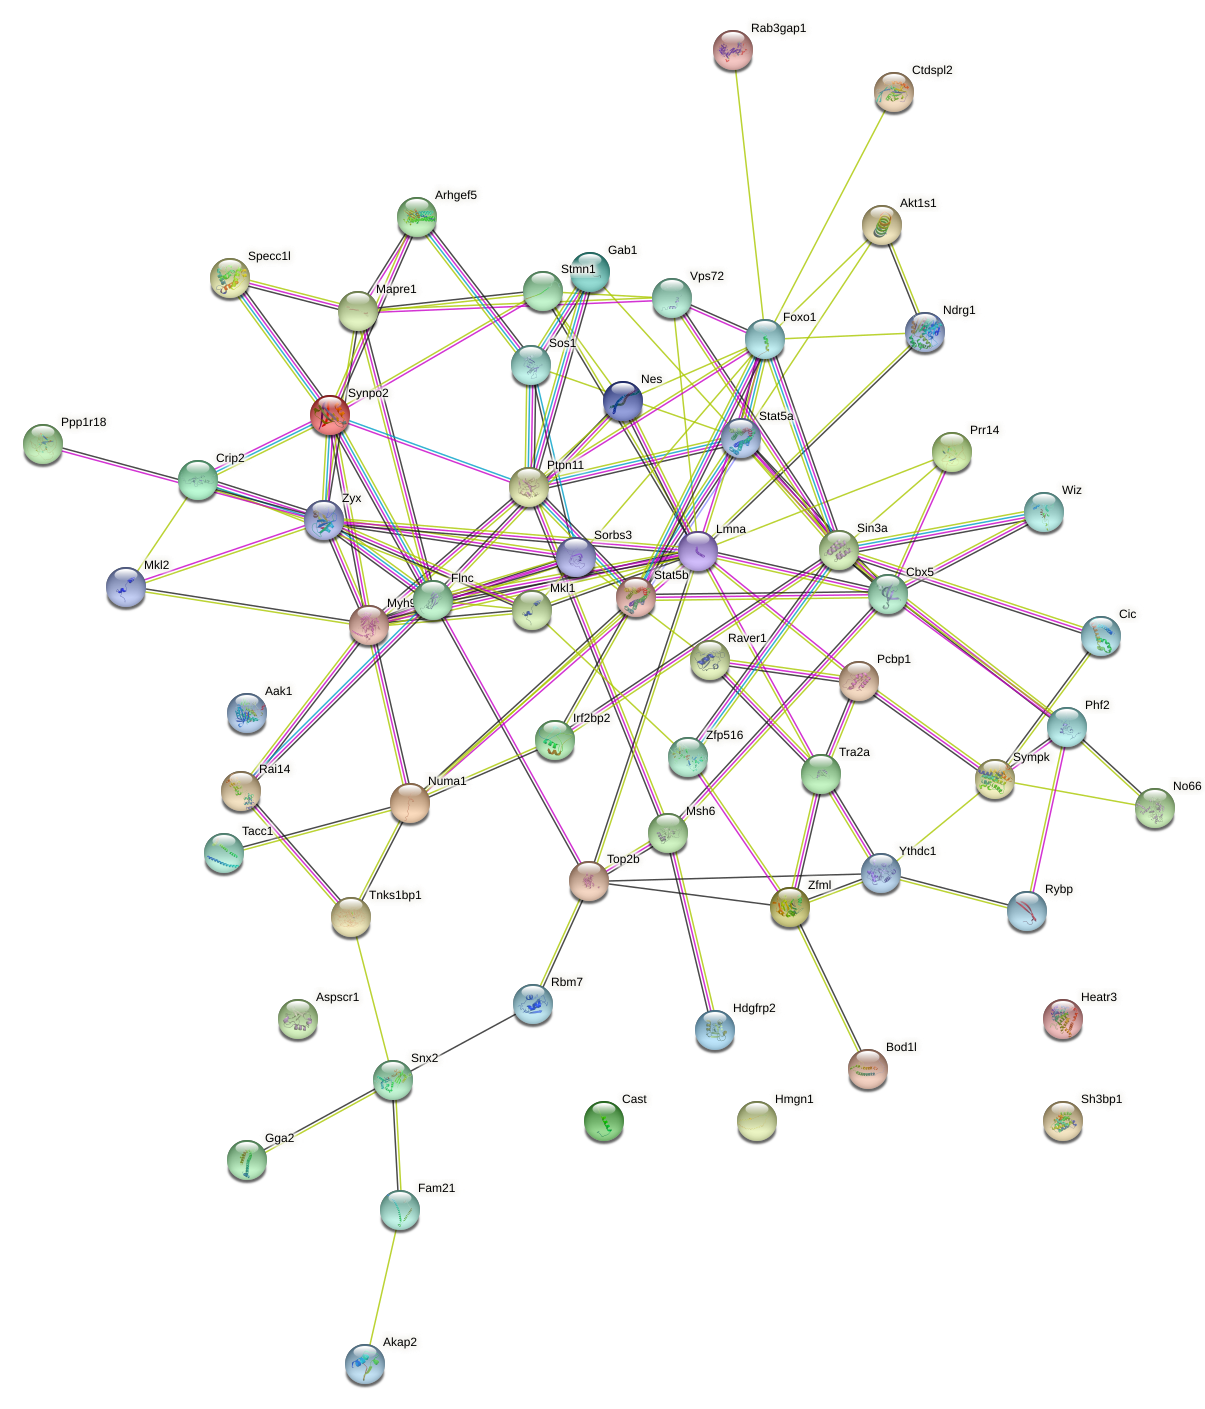 Rab3gap1
Ctdspl2
Arhgef5
Akt1s1
Specc1l
Gab1
Stmn1
Vps72
Mapre1
Foxo1
Ndrg1
Sos1
Nes
Synpo2
Stat5a
Ppp1r18
Prr14
Crip2
Ptpn11
Wiz
Zyx
Sorbs3
Lmna
Sin3a
Mkl2
Flnc
Stat5b
Cbx5
Myh9
Mkl1
Cic
Raver1
Pcbp1
Aak1
Irf2bp2
Zfp516
Phf2
Rai14
Numa1
Tra2a
Sympk
No66
Tacc1
Msh6
Top2b
Ythdc1
Tnks1bp1
Zfml
Rybp
Rbm7
Aspscr1
Hdgfrp2
Heatr3
Snx2
Bod1l
Cast
Hmgn1
Sh3bp1
Gga2
Fam21
Akap2